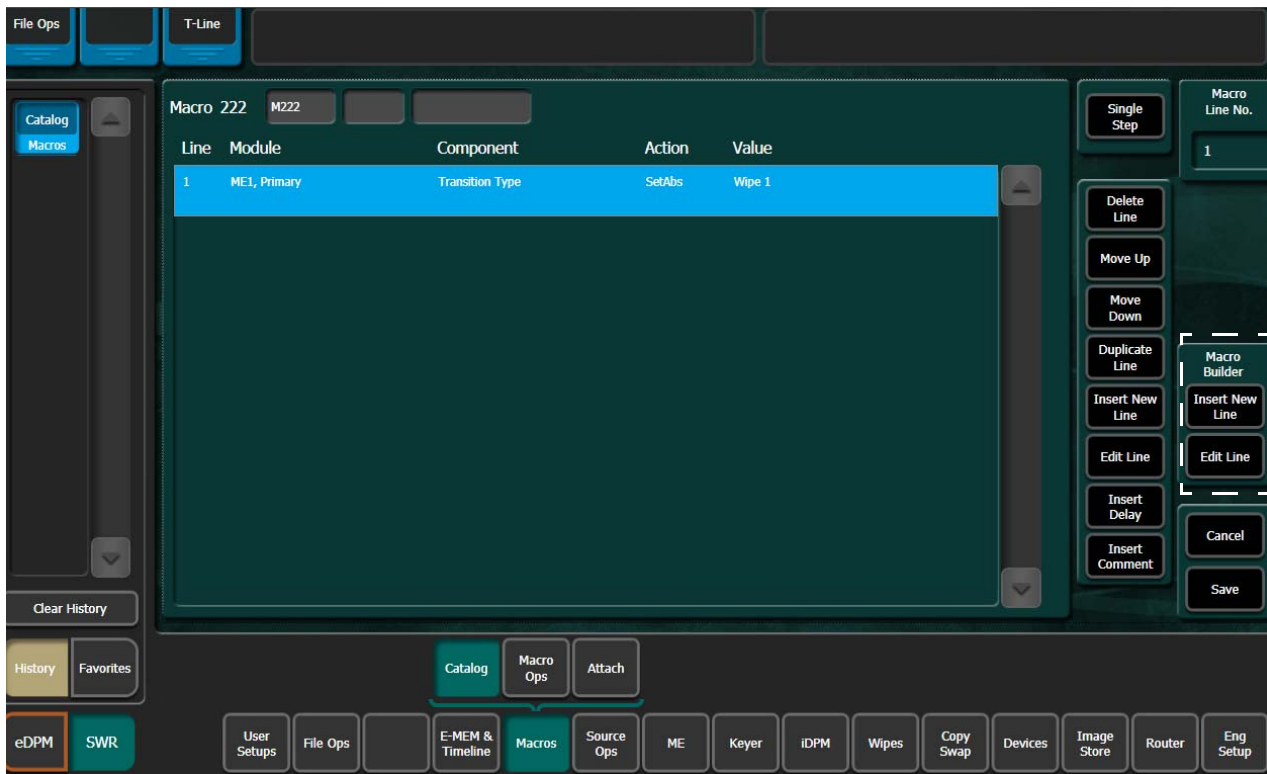 File Ops
T-Line
Catalog
Macros
Macro 222 M222
Line Module Component Action Value
1 ME1, Primary Transition Type SetAbs Wipe 1
Single
Step
Macro
Line No.
1
Delete
Line
Move Up
Move
Down
Duplicate
Line
Insert New
Line
Edit Line
Insert
Delay
Insert
Comment
Macro
Builder
Insert New
Line
Edit Line
Cancel
Save
Clear History
History
Favorites
Catalog
Macro
Ops
Attach
eDPM
SWR
User
Setups
File Ops
E-MEM &
Timeline
Macros
Source
Ops
ME
Keyer
iDPM
Wipes
Copy
Swap
Devices
Image
Store
Router
Eng
Setup